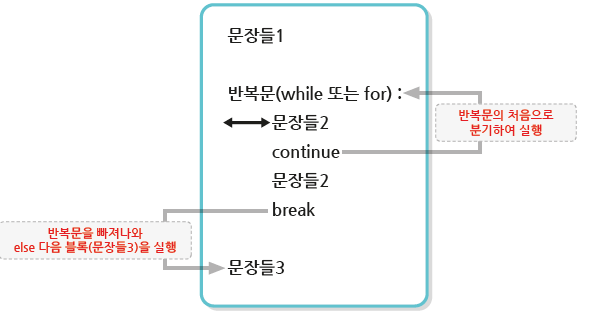 문장들1
반복문(while 또는 for) :
반복문의 처음으로
분기하여 실행
문장들2
continue
문장들2
break
반복문을 빠져나와
else 다음 블록(문장들3)을 실행
문장들3